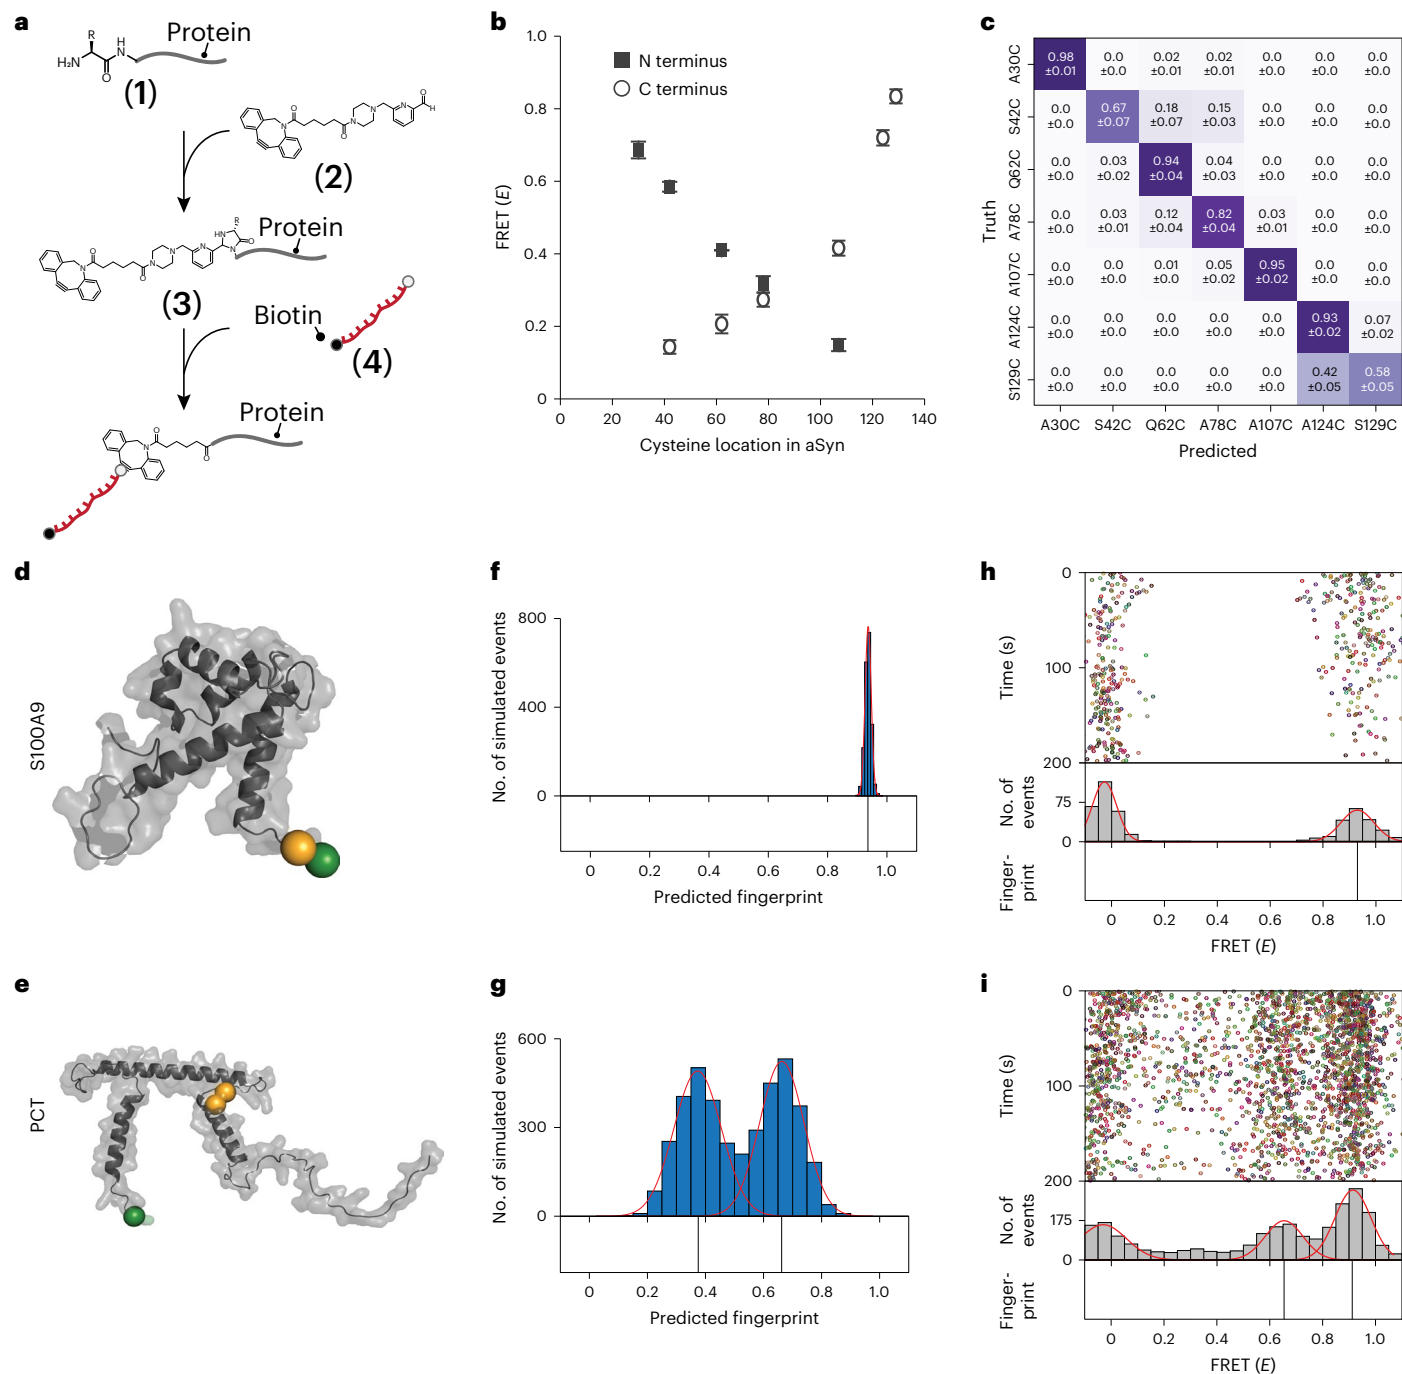 a
Protein
R
H
N
H₂N
O
(1)
O
N
N
N
O
N
O
H
(2)
Protein
R
HN
O
N
N
N
N
O
N
O
(3)
Biotin
(4)
Protein
O
N
O
b
1.0
0.8
0.6
0.4
0.2
0
FRET (E)
N terminus
C terminus
0 20 40 60 80 100 120 140
Cysteine location in aSyn
c
Truth
A30C 0.98 ±0.01 0.0 ±0.0 0.02 ±0.01 0.02 ±0.01 0.0 ±0.0 0.0 ±0.0 0.0 ±0.0
S42C 0.0 ±0.0 0.67 ±0.07 0.18 ±0.07 0.15 ±0.03 0.0 ±0.0 0.0 ±0.0 0.0 ±0.0
Q62C 0.0 ±0.0 0.03 ±0.02 0.94 ±0.04 0.04 ±0.03 0.0 ±0.0 0.0 ±0.0 0.0 ±0.0
A78C 0.0 ±0.0 0.03 ±0.01 0.12 ±0.04 0.82 ±0.04 0.03 ±0.01 0.0 ±0.0 0.0 ±0.0
A107C 0.0 ±0.0 0.0 ±0.0 0.01 ±0.02 0.05 ±0.02 0.95 ±0.02 0.0 ±0.0 0.0 ±0.0
A124C 0.0 ±0.0 0.0 ±0.0 0.0 ±0.0 0.0 ±0.0 0.0 ±0.0 0.93 ±0.02 0.07 ±0.02
S129C 0.0 ±0.0 0.0 ±0.0 0.0 ±0.0 0.0 ±0.0 0.0 ±0.0 0.42 ±0.05 0.58 ±0.05
A30C S42C Q62C A78C A107C A124C S129C
Predicted
d
S100A9
f
800
400
0
No. of simulated events
0 0.2 0.4 0.6 0.8 1.0
Predicted fingerprint
h
0
100
200
Time (s)
75
0
No. of
events
Finger-
print
0 0.2 0.4 0.6 0.8 1.0
FRET (E)
e
PCT
g
600
300
0
No. of simulated events
0 0.2 0.4 0.6 0.8 1.0
Predicted fingerprint
i
0
100
200
Time (s)
175
0
No. of
events
Finger-
print
0 0.2 0.4 0.6 0.8 1.0
FRET (E)